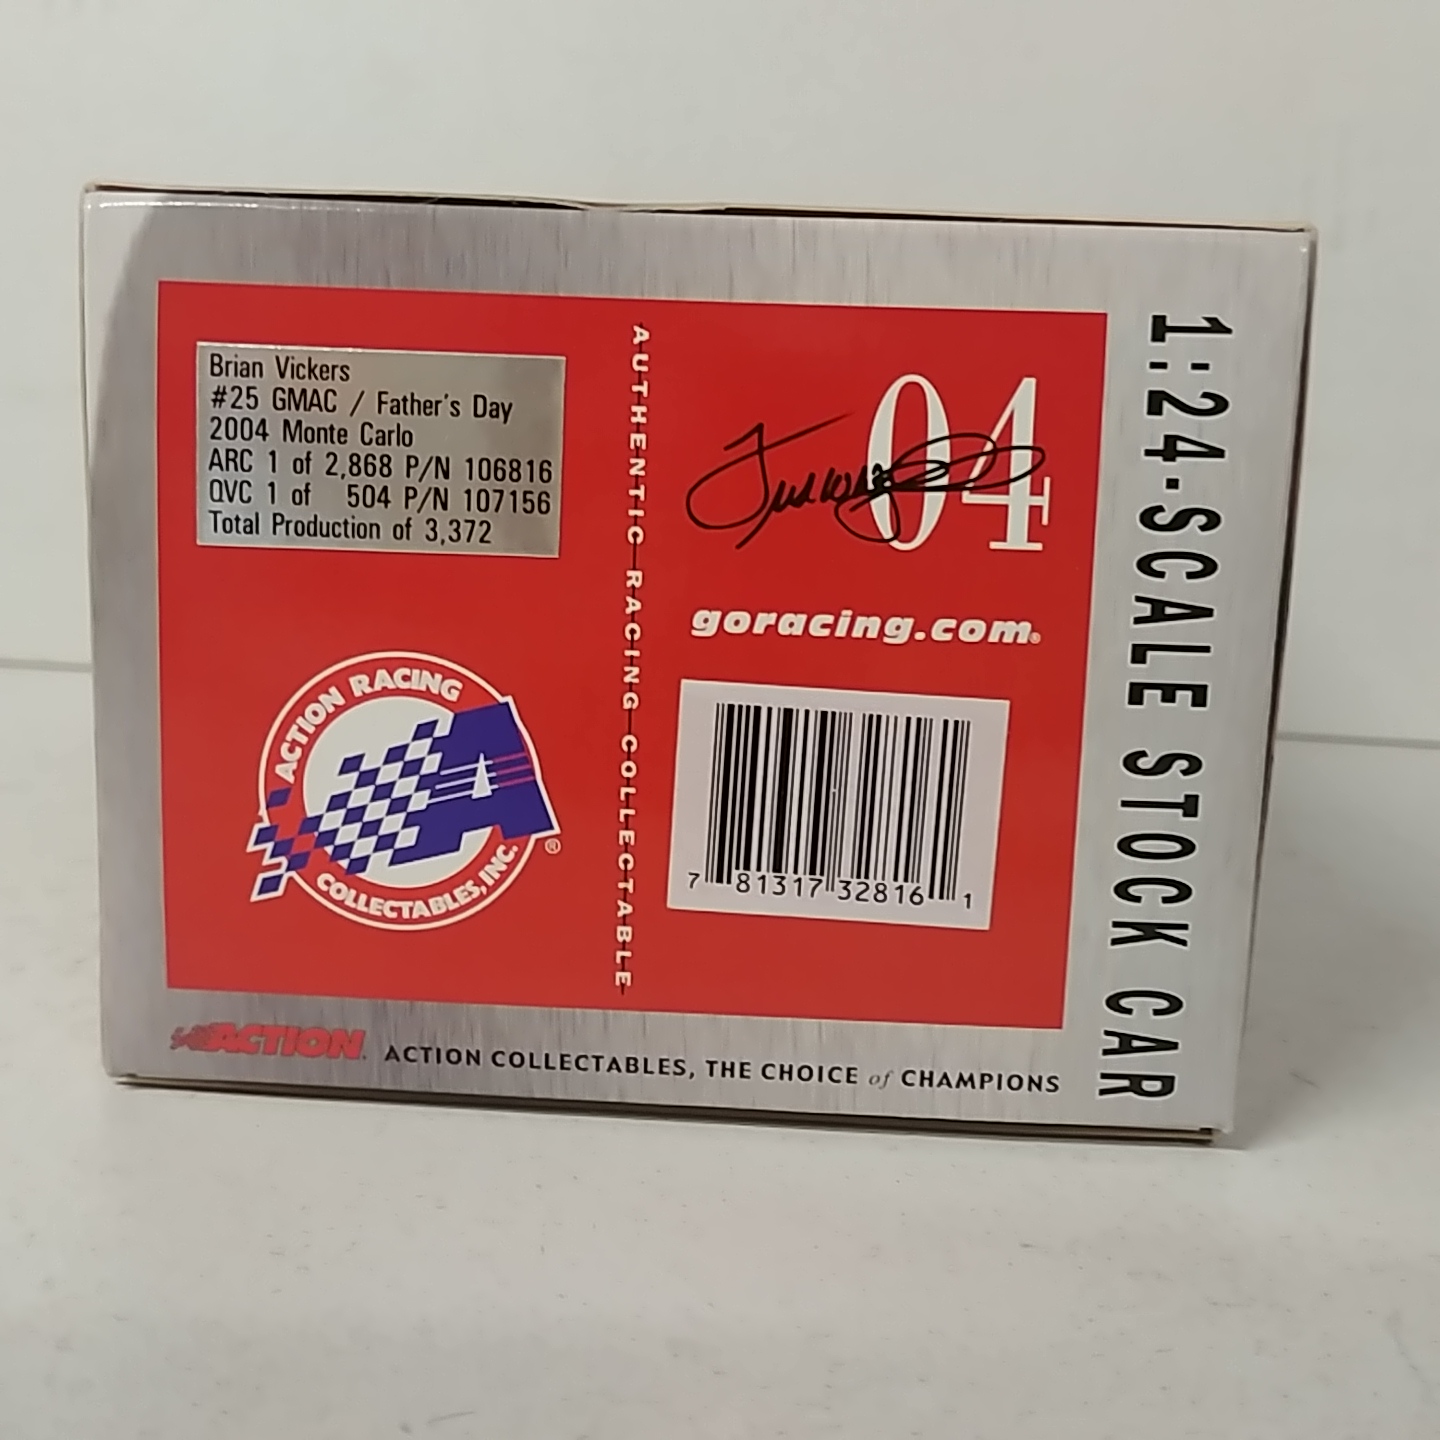 Brian Vickers
#25 GMAC / Father's Day
2004 Monte Carlo
ARC 1 of 2,868 P/N 106816
QVC 1 of 504 P/N 107156
Total Production of 3,372
ACTION RACING
COLLECTABLES, INC.
®
AUTHENTIC RACING COLLECTABLE
04
goracing.com®
7 81317 32816 1
1:24-SCALE STOCK CAR
ACTION
ACTION COLLECTABLES, THE CHOICE of CHAMPIONS